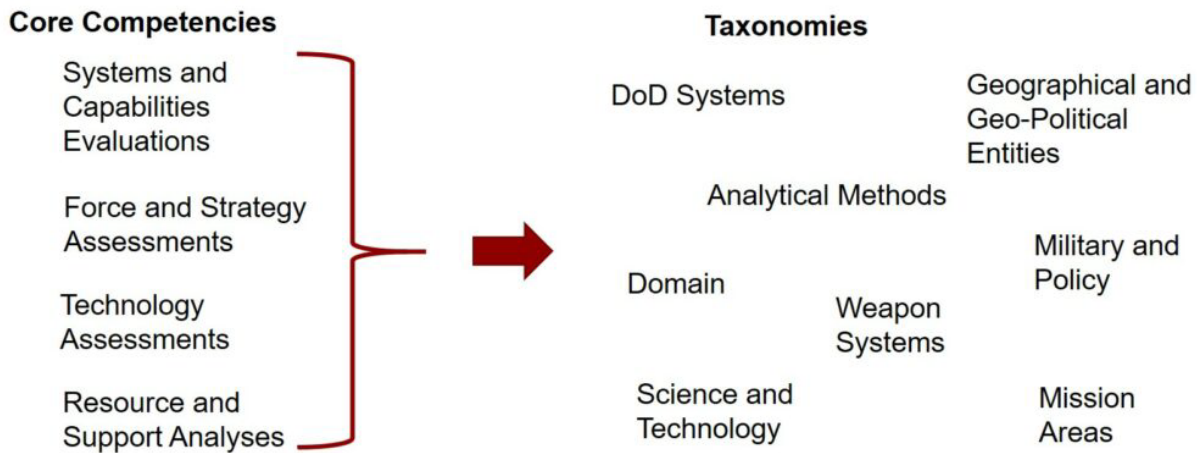 Core Competencies
Systems and
Capabilities
Evaluations
Force and Strategy
Assessments
Technology
Assessments
Resource and
Support Analyses
Taxonomies
DoD Systems
Geographical and
Geo-Political
Entities
Analytical Methods
Military and
Policy
Domain
Weapon
Systems
Science and
Technology
Mission
Areas